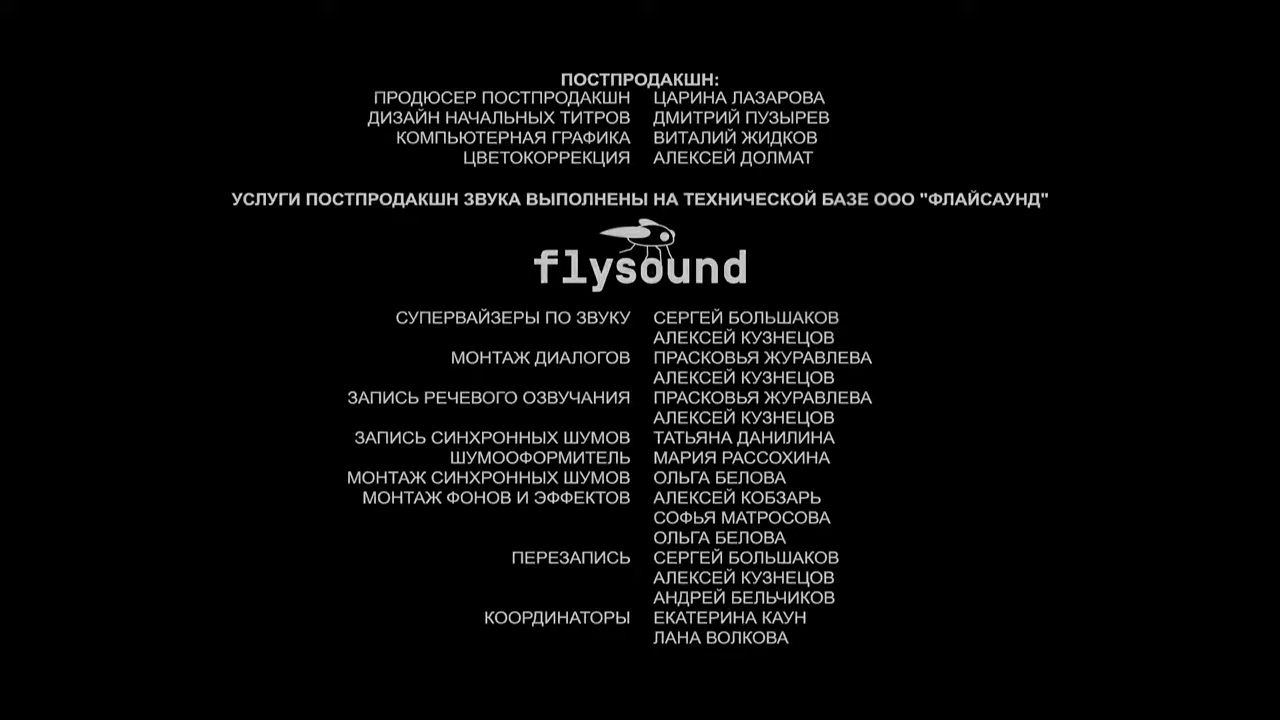 ПОСТПРОДАКШН:
ПРОДЮСЕР ПОСТПРОДАКШН ЦАРИНА ЛАЗАРОВА
ДИЗАЙН НАЧАЛЬНЫХ ТИТРОВ ДМИТРИЙ ПУЗЫРЕВ
КОМПЬЮТЕРНАЯ ГРАФИКА ВИТАЛИЙ ЖИДКОВ
ЦВЕТОКОРРЕКЦИЯ АЛЕКСЕЙ ДОЛМАТ
УСЛУГИ ПОСТПРОДАКШН ЗВУКА ВЫПОЛНЕНЫ НА ТЕХНИЧЕСКОЙ БАЗЕ ООО "ФЛАЙСАУНД"
flysound
СУПЕРВАЙЗЕРЫ ПО ЗВУКУ СЕРГЕЙ БОЛЬШАКОВ
АЛЕКСЕЙ КУЗНЕЦОВ
МОНТАЖ ДИАЛОГОВ ПРАСКОВЬЯ ЖУРАВЛЕВА
АЛЕКСЕЙ КУЗНЕЦОВ
ЗАПИСЬ РЕЧЕВОГО ОЗВУЧАНИЯ ПРАСКОВЬЯ ЖУРАВЛЕВА
АЛЕКСЕЙ КУЗНЕЦОВ
ЗАПИСЬ СИНХРОННЫХ ШУМОВ ТАТЬЯНА ДАНИЛИНА
ШУМООФОРМИТЕЛЬ МАРИЯ РАССОХИНА
МОНТАЖ СИНХРОННЫХ ШУМОВ ОЛЬГА БЕЛОВА
МОНТАЖ ФОНОВ И ЭФФЕКТОВ АЛЕКСЕЙ КОБЗАРЬ
СОФЬЯ МАТРОСОВА
ОЛЬГА БЕЛОВА
ПЕРЕЗАПИСЬ СЕРГЕЙ БОЛЬШАКОВ
АЛЕКСЕЙ КУЗНЕЦОВ
АНДРЕЙ БЕЛЬЧИКОВ
КООРДИНАТОРЫ ЕКАТЕРИНА КАУН
ЛАНА ВОЛКОВА